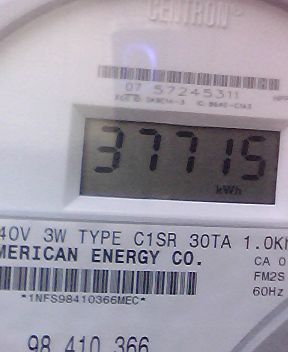 CENTRON®
07 57245311
37715
kWh
40V 3W TYPE C1SR 30TA 1.0Kh
MERICAN ENERGY CO.
CA 0
FM2S
60Hz
*1NFS98410366MEC*
98 410 366